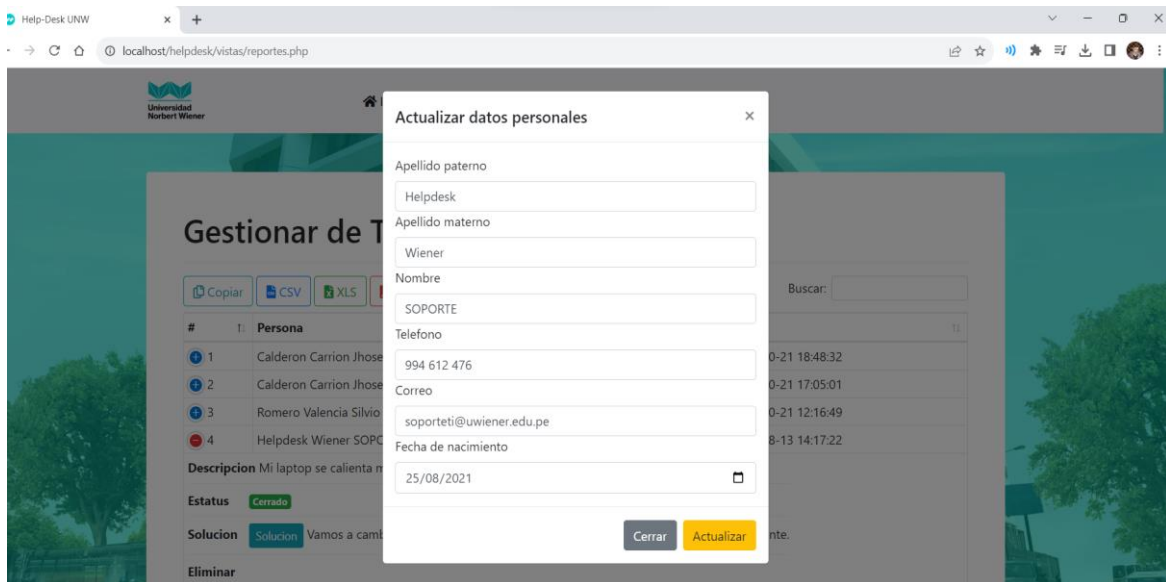 Help-Desk UNW
localhost/helpdesk/vistas/reportes.php
Universidad
Norbert Wiener
Actualizar datos personales
Apellido paterno
Helpdesk
Apellido materno
Wiener
Nombre
SOPORTE
Telefono
994 612 476
Correo
soporteti@uwiener.edu.pe
Fecha de nacimiento
25/08/2021
Cerrar Actualizar
Gestionar de T
Copiar CSV XLS Buscar:
# Persona
1 Calderon Carrion Jhose 0-21 18:48:32
2 Calderon Carrion Jhose 0-21 17:05:01
3 Romero Valencia Silvio 0-21 12:16:49
4 Helpdesk Wiener SOPO 8-13 14:17:22
Descripcion Mi laptop se calienta
Estatus Cerrado
Solucion Solucion Vamos a camb nte.
Eliminar